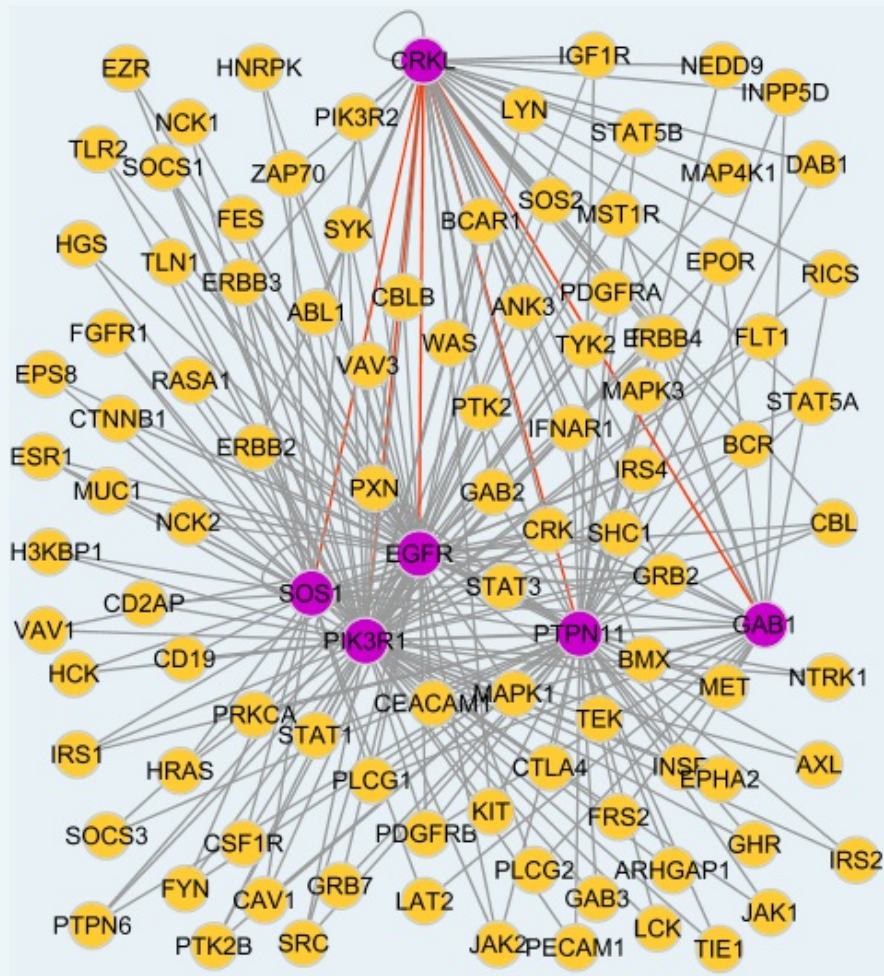 CRKL
IGF1R
EZR
HNRPK
NEDD9
INPP5D
LYN
NCK1
PIK3R2
STAT5B
TLR2
SOCS1
ZAP70
DAB1
MAP4K1
SOS2
MST1R
FES
SYK
BCAR1
HGS
TLN1
EPOR
RICS
ERBB3
CBLB
PDGFRA
ANK3
ABL1
FGFR1
WAS
TYK2
ERBB4
FLT1
VAV3
EPS8
RASA1
MAPK3
PTK2
STAT5A
CTNNB1
IFNAR1
ERBB2
BCR
ESR1
IRS4
MUC1
PXN
GAB2
NCK2
CRK
SHC1
CBL
H3KBP1
EGFR
GRB2
STAT3
SOS1
CD2AP
VAV1
PIK3R1
PTPN11
GAB1
CD19
BMX
HCK
NTRK1
MET
CEACAM1
MAPK1
PRKCA
TEK
STAT1
IRS1
HRAS
PLCG1
CTLA4
EPHA2
AXL
KIT
FRS2
SOCS3
CSF1R
PDGFRB
GHR
IRS2
FYN
GRB7
PLCG2
ARHGAP1
CAV1
LAT2
GAB3
JAK1
PTPN6
LCK
PTK2B
SRC
JAK2
PECAM1
TIE1